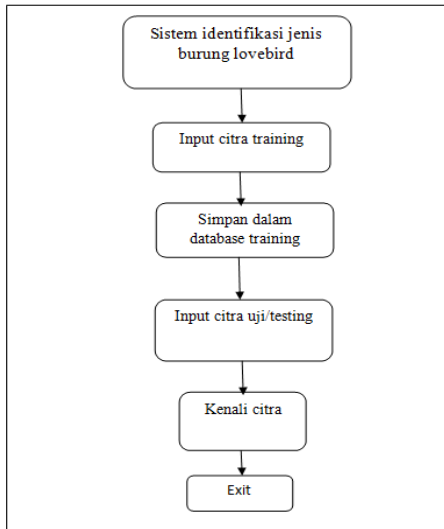 Sistem identifikasi jenis
burung lovebird
Input citra training
Simpan dalam
database training
Input citra uji/testing
Kenali citra
Exit